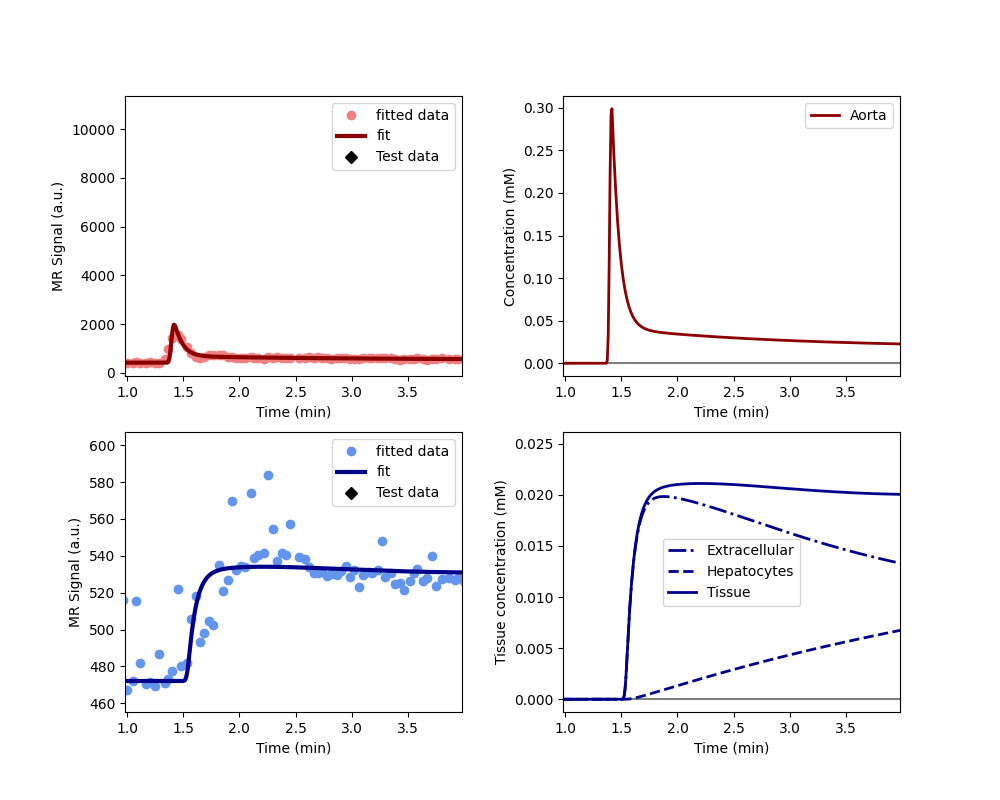 MR Signal (a.u.)
10000
8000
6000
4000
2000
0
1.0 1.5 2.0 2.5 3.0 3.5
Time (min)
fitted data
fit
Test data
Concentration (mM)
0.30
0.25
0.20
0.15
0.10
0.05
0.00
1.0 1.5 2.0 2.5 3.0 3.5
Time (min)
Aorta
MR Signal (a.u.)
600
580
560
540
520
500
480
460
1.0 1.5 2.0 2.5 3.0 3.5
Time (min)
fitted data
fit
Test data
Tissue concentration (mM)
0.025
0.020
0.015
0.010
0.005
0.000
1.0 1.5 2.0 2.5 3.0 3.5
Time (min)
Extracellular
Hepatocytes
Tissue